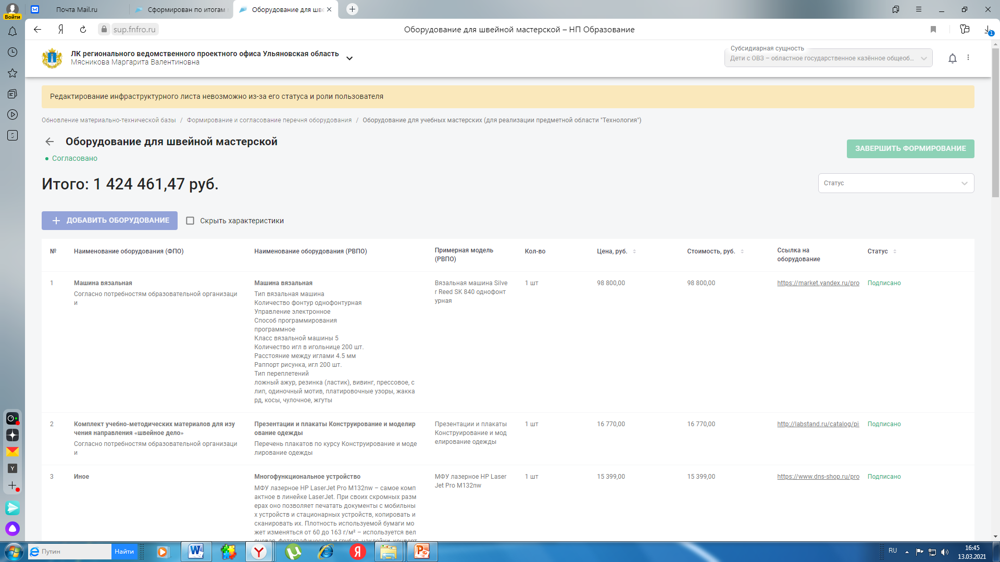 Почта Mail.ru
Сформирован по итогам
Оборудование для шве
Войти
sup.fnfro.ru
Оборудование для швейной мастерской – НП Образование
1
ЛК регионального ведомственного проектного офиса Ульяновская область
Мясникова Маргарита Валентиновна
Субсидиарная сущность
Дети с ОВЗ – областное государственное казённое общеоб...
Редактирование инфраструктурного листа невозможно из-за его статуса и роли пользователя
Обновление материально-технической базы / Формирование и согласование перечня оборудования / Оборудование для учебных мастерских (для реализации предметной области "Технология")
5
Оборудование для швейной мастерской
Согласовано
ЗАВЕРШИТЬ ФОРМИРОВАНИЕ
Итого: 1 424 461,47 руб.
Статус
ДОБАВИТЬ ОБОРУДОВАНИЕ
Скрыть характеристики
№
Наименование оборудования (ФПО)
Наименование оборудования (РВПО)
Примерная модель
(РВПО)
Кол-во
Цена, руб.
Стоимость, руб.
Ссылка на
оборудование
Статус
1
Машина вязальная
Согласно потребностям образовательной организаци
и
Машина вязальная
Тип вязальная машина
Количество фонтур однофонтурная
Управление электронное
Способ программирования
программное
Класс вязальной машины 5
Количество игл в игольнице 200 шт.
Расстояние между иглами 4.5 мм
Раппорт рисунка, игл 200 шт.
Тип переплетений
ложный ажур, резинка (ластик), вивинг, прессовое, с
лип, одиночный мотив, платировочные узоры, жакка
рд, косы, чулочное, жгуты
Вязальная машина Silve
r Reed SK 840 однофонт
урная
1 шт
98 800,00
98 800,00
https://market.yandex.ru/pro
Подписано
2
Комплект учебно-методических материалов для изу
чения направления «швейное дело»
Согласно потребностям образовательной организаци
и
Презентации и плакаты Конструирование и моделир
ование одежды
Перечень плакатов по курсу Конструирование и моде
лирование одежды
Презентации и плакаты
Конструирование и мод
елирование одежды
1 шт
16 770,00
16 770,00
http://labstand.ru/catalog/pi
Подписано
3
Иное
Многофункциональное устройство
МФУ лазерное HP LaserJet Pro M132nw – самое комп
актное в линейке LaserJet. При своих скромных разм
ерах оно позволяет печатать документы с мобильны
х устройств и стационарных устройств, копировать и
сканировать их. Плотность используемой бумаги мо
жет изменяться от 60 до 163 г/м² – используется вел
МФУ лазерное HP Laser
Jet Pro M132nw
1 шт
15 399,00
15 399,00
https://www.dns-shop.ru/pro
Подписано
Y
Путин
Найти
RU
16:45
13.03.2021